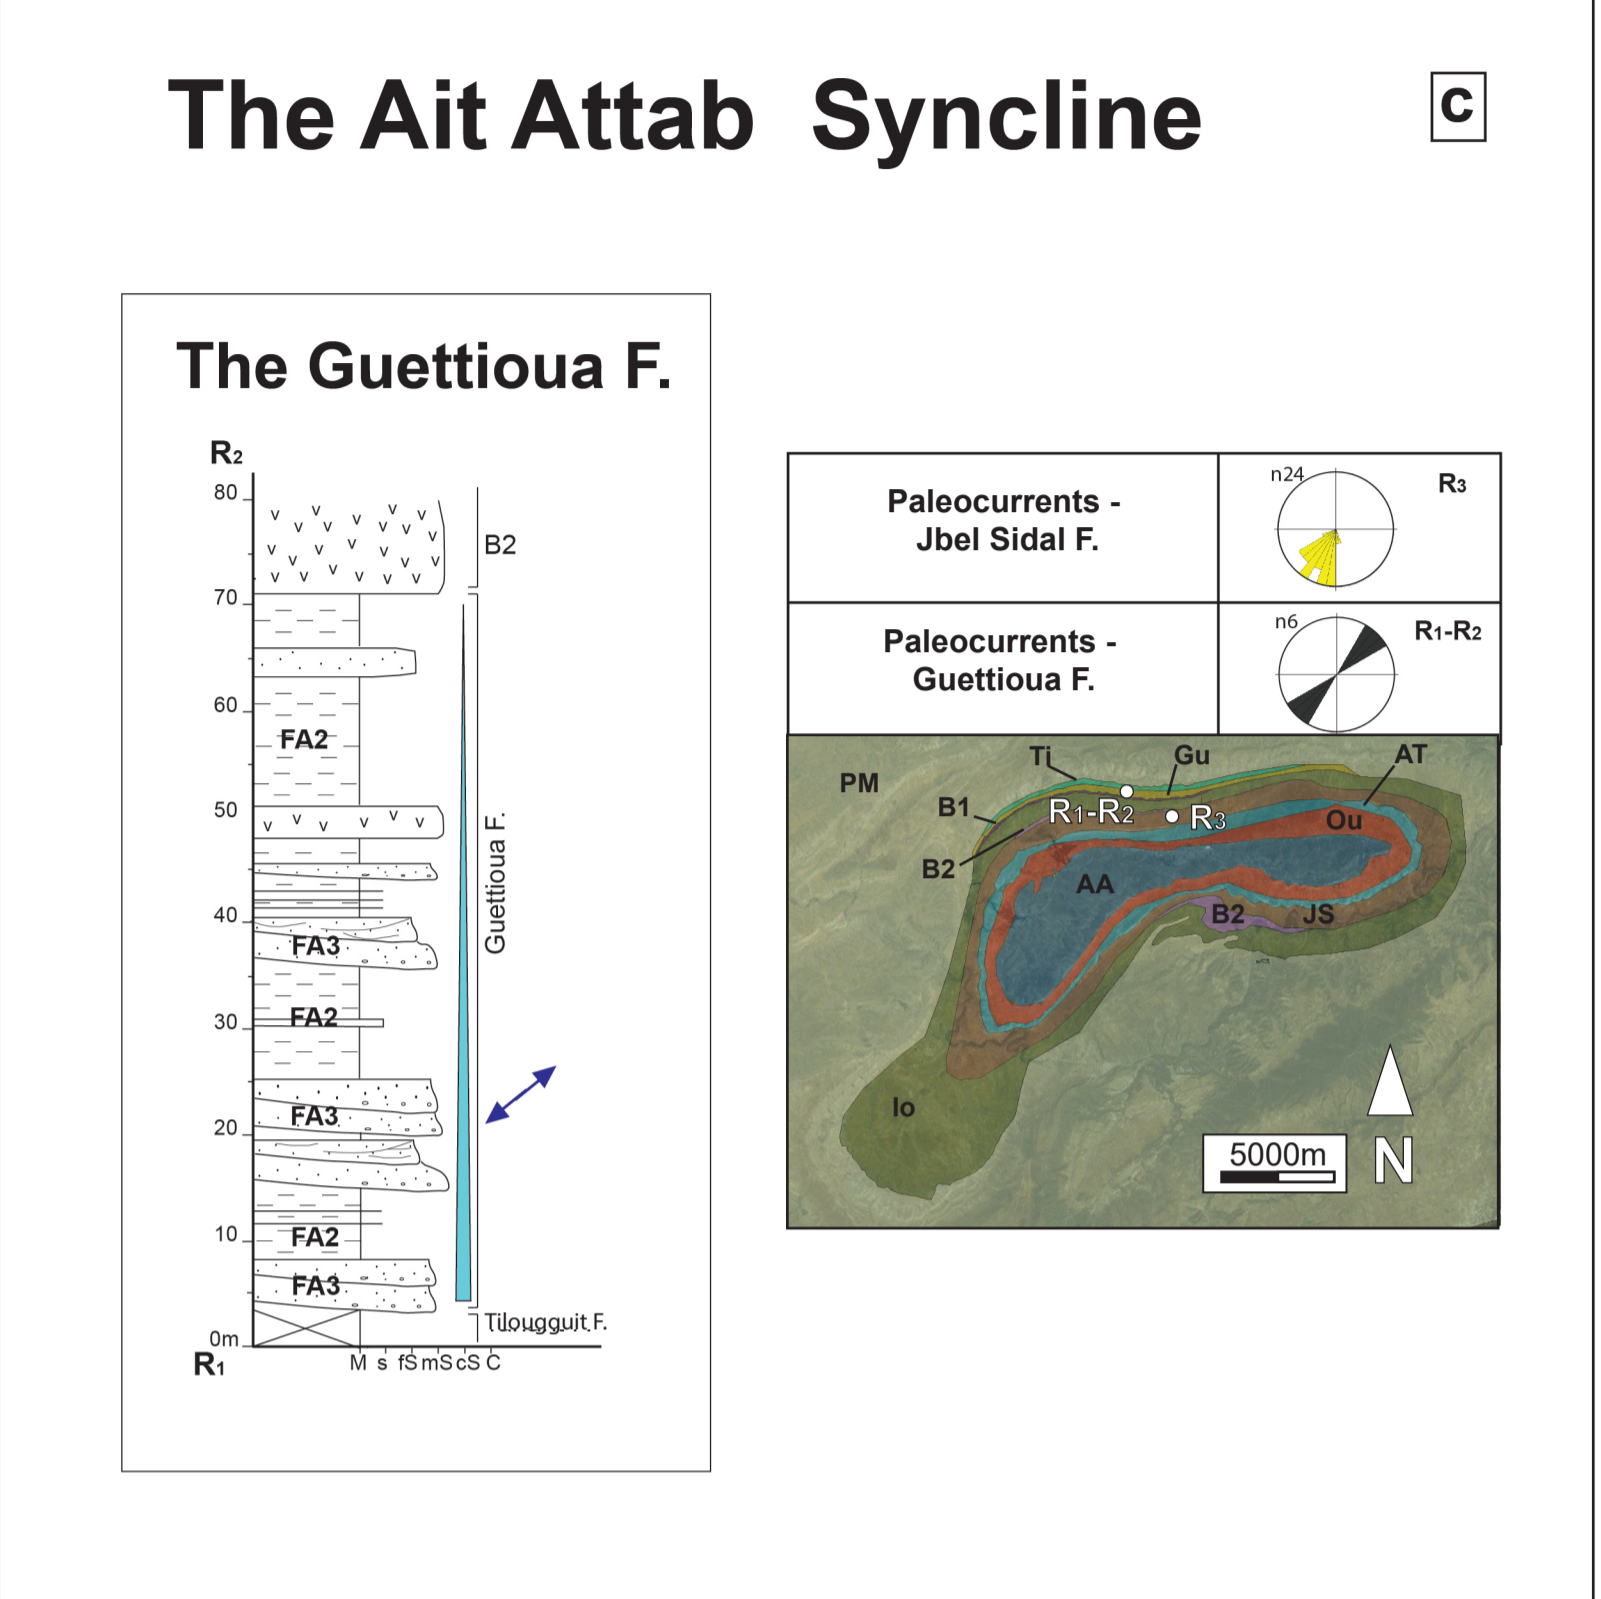 The Ait Attab Syncline
C
The Guettioua F.
R2
80
B2
70
60
FA2
50
Guettioua F.
40
FA3
FA2
30
FA3
20
FA2
10
FA3
Tilougguit F.
0m
R1
M s fS mS cS C
Paleocurrents -
Jbel Sidal F.
n24
R3
Paleocurrents -
Guettioua F.
n6
R1-R2
PM
Ti
Gu
AT
B1
R1-R2
R3
Ou
B2
AA
B2
JS
Io
5000m
N